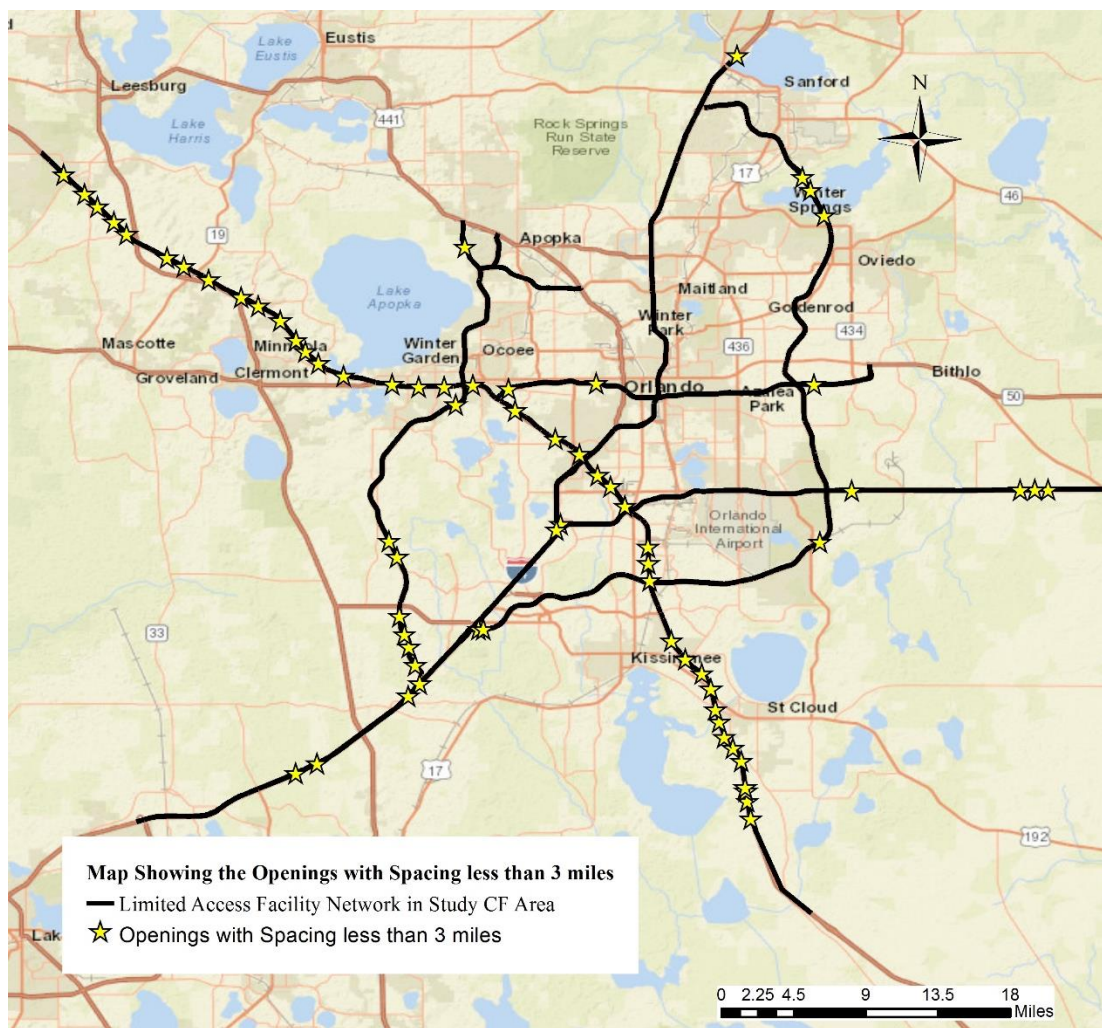 Eustis
Lake
Eustis
Leesburg
Sanford
N
441
Lake
Harris
Rock Springs
Run State
Reserve
17
46
Winter
Springs
19
Apopka
Oviedo
Lake
Apopka
Maitland
Goldenrod
Winter
Park
434
Mascotte
Minneola
Winter
Garden
Ocoee
436
Groveland
Clermont
Orlando
Azalea
Park
Bithlo
50
Orlando
International
Airport
33
Kissimmee
St Cloud
17
192
Map Showing the Openings with Spacing less than 3 miles
Limited Access Facility Network in Study CF Area
Openings with Spacing less than 3 miles
Lak
0 2.25 4.5 9 13.5 18
Miles